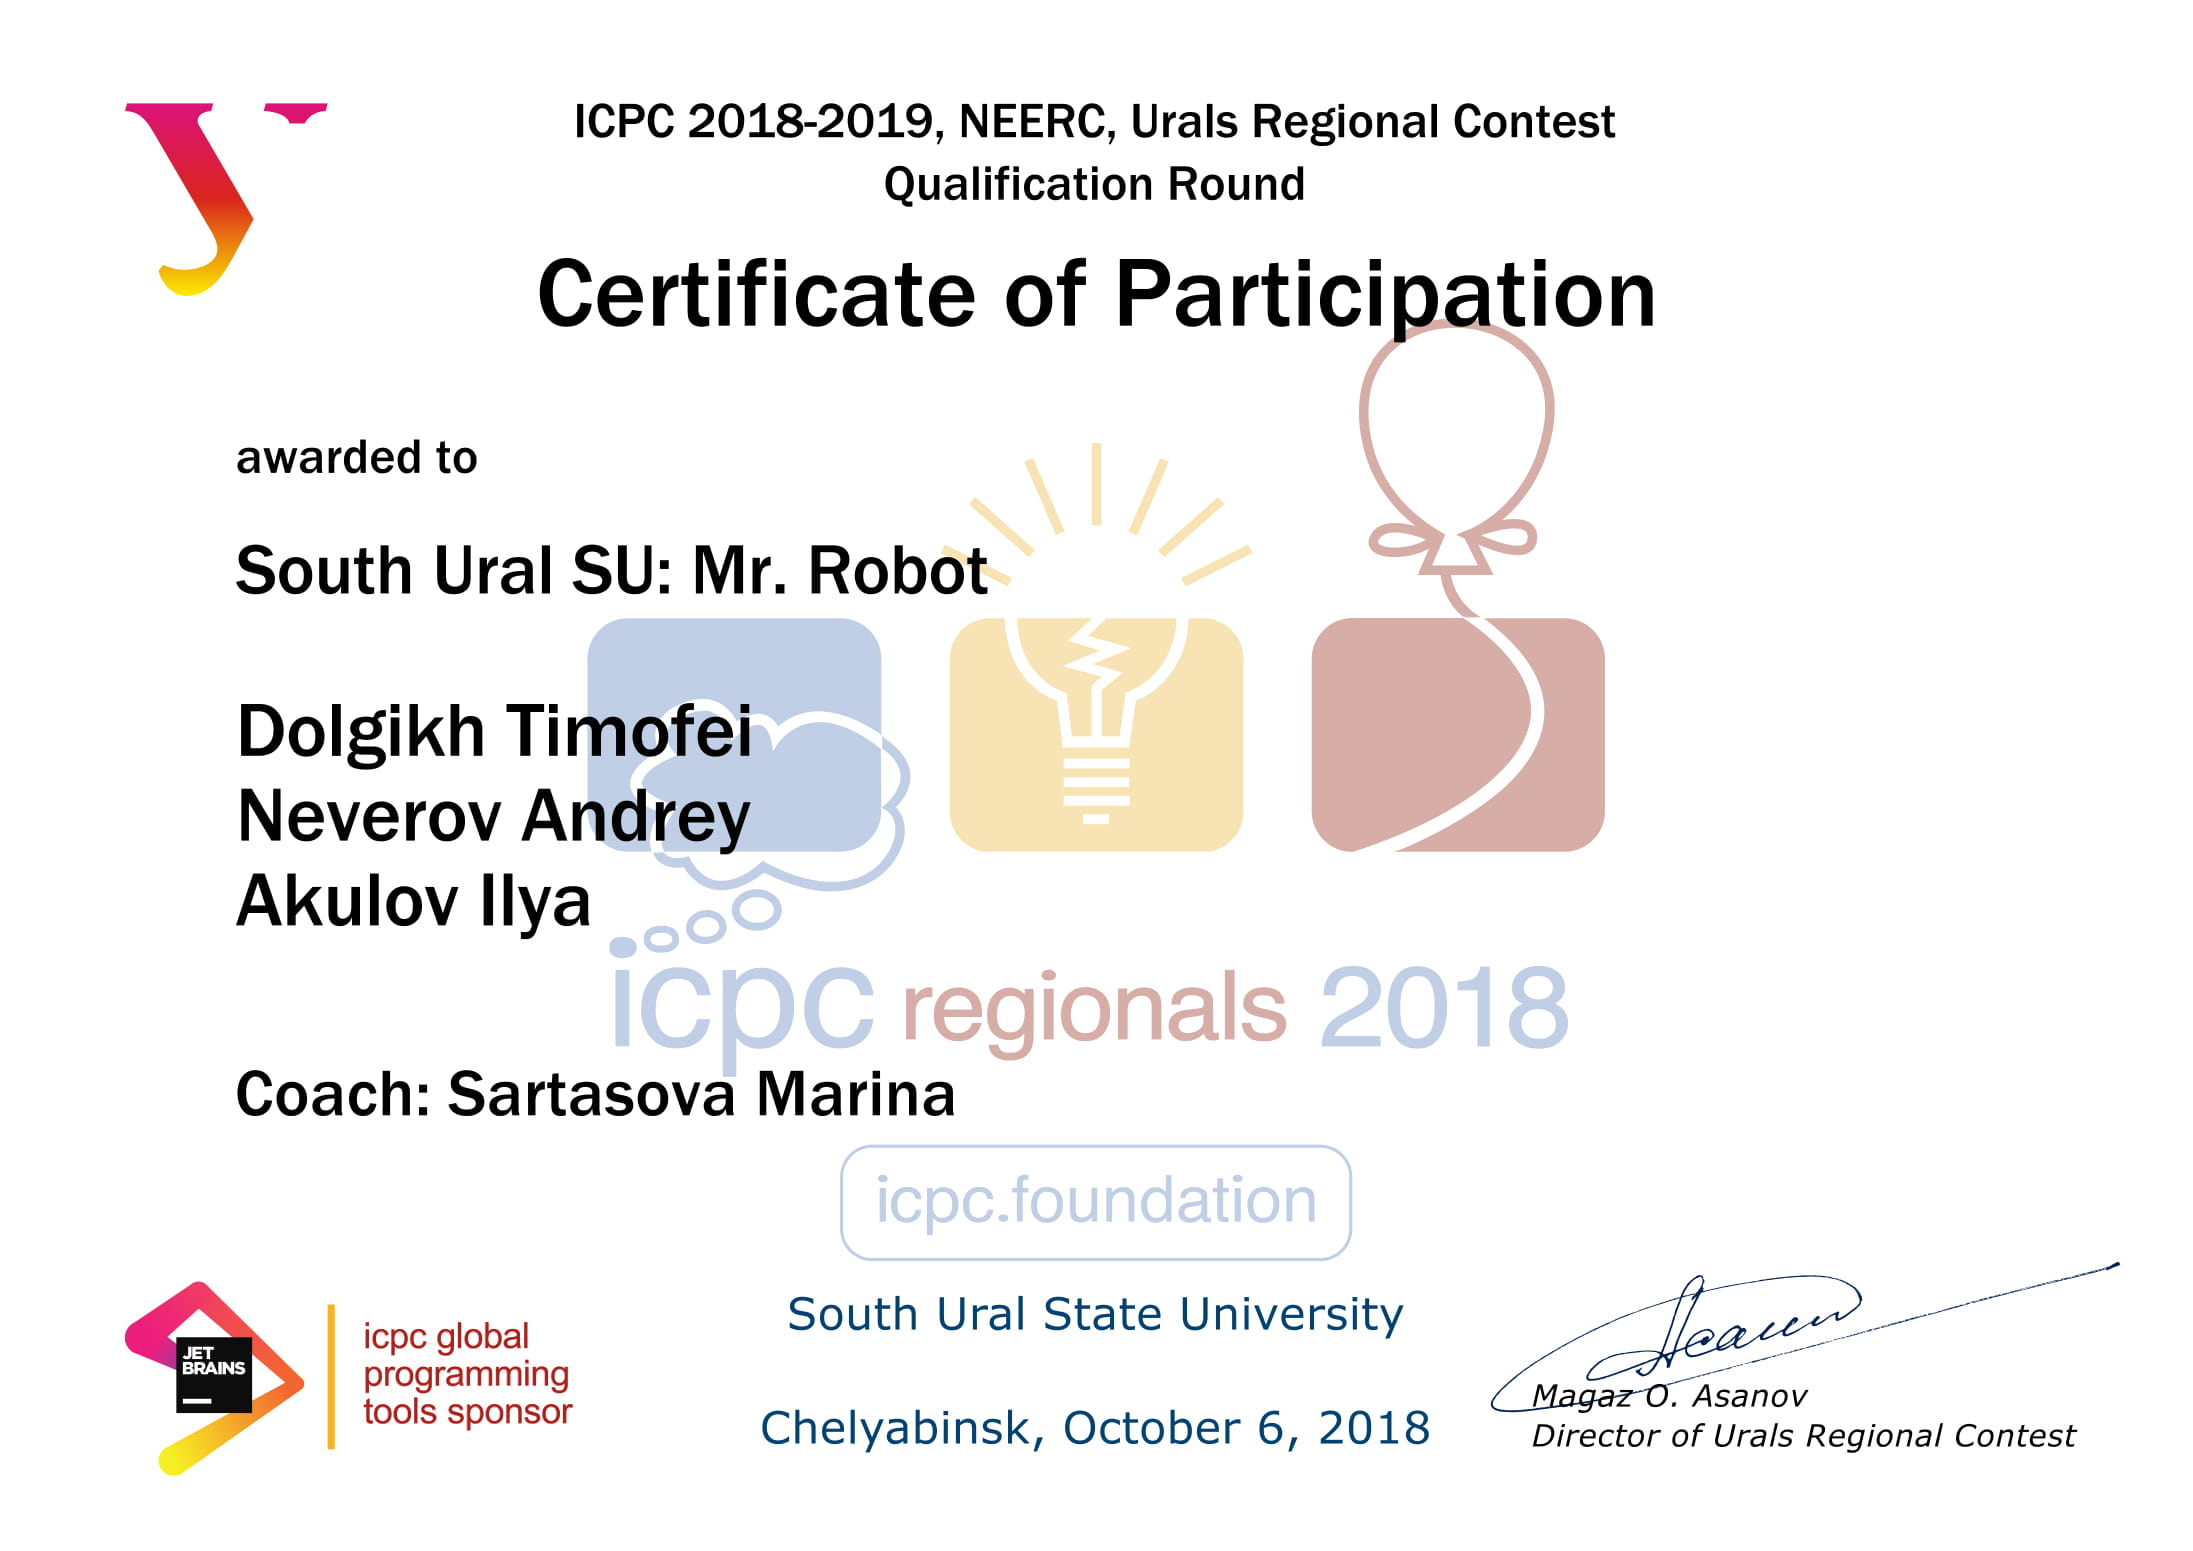 ICPC 2018-2019, NEERC, Urals Regional Contest
Qualification Round
Certificate of Participation
awarded to
South Ural SU: Mr. Robot
Dolgikh Timofei
Neverov Andrey
Akulov Ilya
icpc regionals 2018
Coach: Sartasova Marina
icpc.foundation
JET
BRAINS
icpc global
programming
tools sponsor
South Ural State University
Chelyabinsk, October 6, 2018
Magaz O. Asanov
Director of Urals Regional Contest